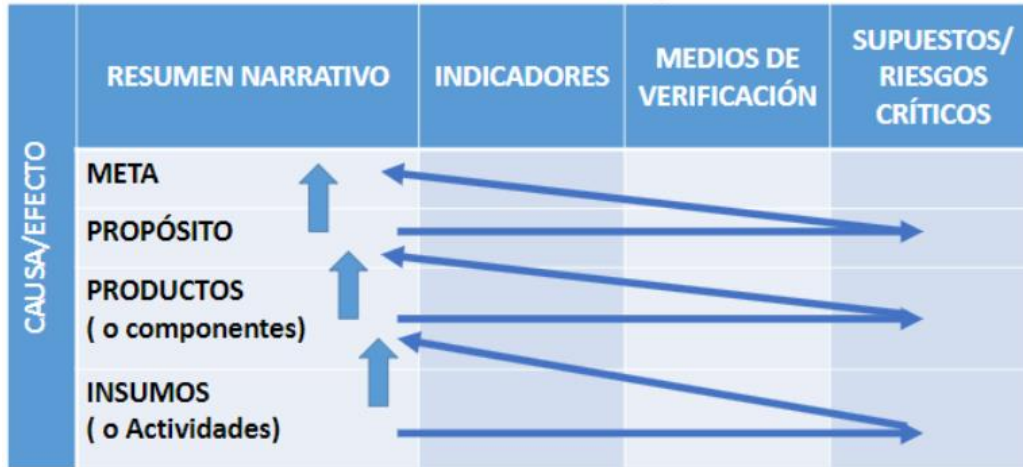 CAUSA/EFECTO
RESUMEN NARRATIVO
INDICADORES
MEDIOS DE
VERIFICACIÓN
SUPUESTOS/
RIESGOS
CRÍTICOS
META
PROPÓSITO
PRODUCTOS
( o componentes)
INSUMOS
( o Actividades)